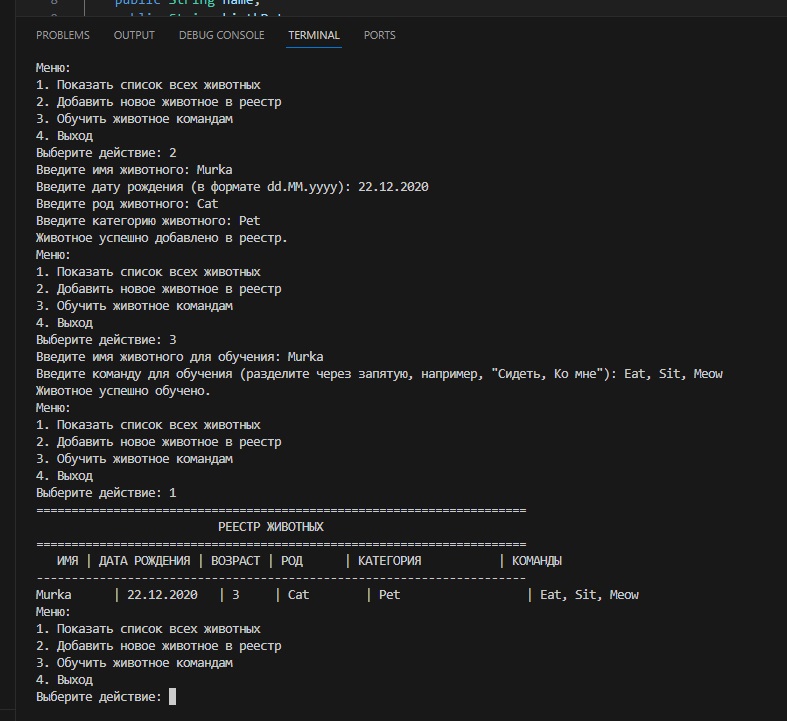 public String name;
PROBLEMS OUTPUT DEBUG CONSOLE TERMINAL PORTS
Меню:
1. Показать список всех животных
2. Добавить новое животное в реестр
3. Обучить животное командам
4. Выход
Выберите действие: 2
Введите имя животного: Murka
Введите дату рождения (в формате dd.MM.yyyy): 22.12.2020
Введите род животного: Cat
Введите категорию животного: Pet
Животное успешно добавлено в реестр.
Меню:
1. Показать список всех животных
2. Добавить новое животное в реестр
3. Обучить животное командам
4. Выход
Выберите действие: 3
Введите имя животного для обучения: Murka
Введите команду для обучения (разделите через запятую, например, "Сидеть, Ко мне"): Eat, Sit, Meow
Животное успешно обучено.
Меню:
1. Показать список всех животных
2. Добавить новое животное в реестр
3. Обучить животное командам
4. Выход
Выберите действие: 1
======================================================================
РЕЕСТР ЖИВОТНЫХ
======================================================================
ИМЯ | ДАТА РОЖДЕНИЯ | ВОЗРАСТ | РОД | КАТЕГОРИЯ | КОМАНДЫ
----------------------------------------------------------------------
Murka | 22.12.2020 | 3 | Cat | Pet | Eat, Sit, Meow
Меню:
1. Показать список всех животных
2. Добавить новое животное в реестр
3. Обучить животное командам
4. Выход
Выберите действие: